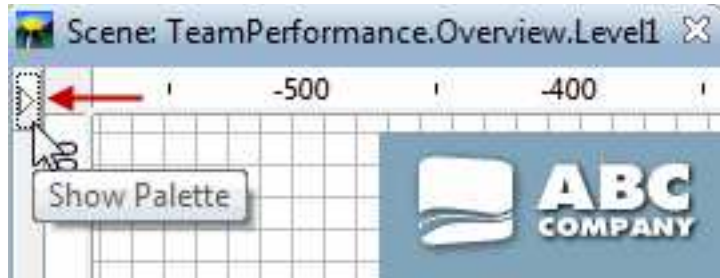 Scene: TeamPerformance.Overview.Level1
-500 -400
Show Palette
ABC
COMPANY